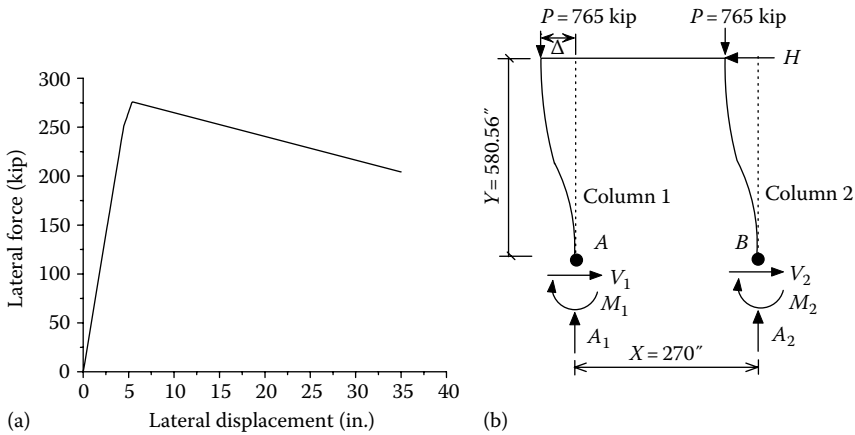 P = 765 kip
P = 765 kip
Δ
H
300
250
200
150
100
50
0
Lateral force (kip)
0 5 10 15 20 25 30 35 40
Lateral displacement (in.)
(a)
Y = 580.56″
Column 1
Column 2
A
B
V₁
V₂
M₁
M₂
A₁
A₂
X = 270″
(b)